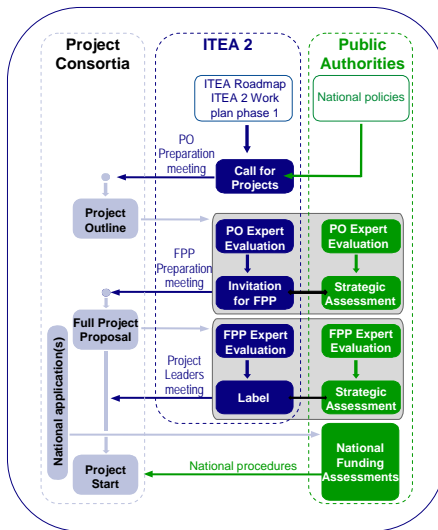 Project
Consortia
ITEA 2
Public
Authorities
ITEA Roadmap
ITEA 2 Work
plan phase 1
National policies
PO
Preparation
meeting
Call for
Projects
Project
Outline
PO Expert
Evaluation
PO Expert
Evaluation
FPP
Preparation
meeting
Invitation
for FPP
Strategic
Assessment
Full Project
Proposal
FPP Expert
Evaluation
FPP Expert
Evaluation
Project
Leaders
meeting
Label
Strategic
Assessment
National application(s)
National
Funding
Assessments
Project
Start
National procedures